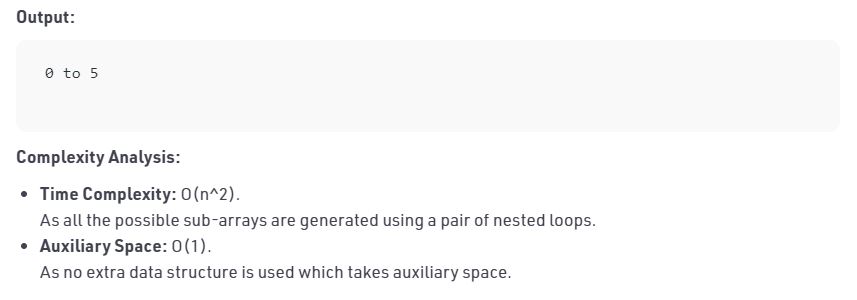 Output:
0 to 5
Complexity Analysis:
• Time Complexity: O(n^2).
As all the possible sub-arrays are generated using a pair of nested loops.
• Auxiliary Space: O(1).
As no extra data structure is used which takes auxiliary space.